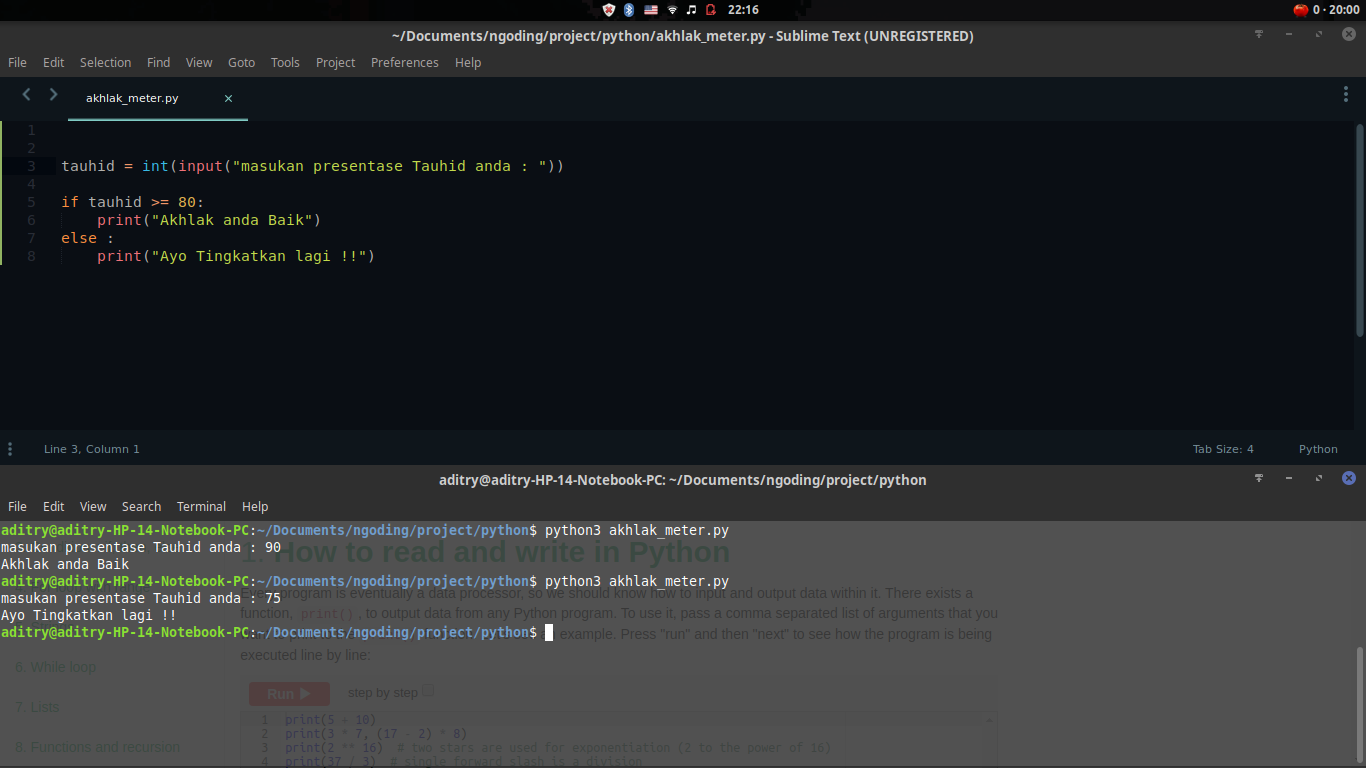 22:16
0 · 20:00
~/Documents/ngoding/project/python/akhlak_meter.py - Sublime Text (UNREGISTERED)
File Edit Selection Find View Goto Tools Project Preferences Help
akhlak_meter.py
1
2
3 tauhid = int(input("masukan presentase Tauhid anda : "))
4
5 if tauhid >= 80:
6     print("Akhlak anda Baik")
7 else :
8     print("Ayo Tingkatkan lagi !!")
Line 3, Column 1 Tab Size: 4 Python
aditry@aditry-HP-14-Notebook-PC: ~/Documents/ngoding/project/python
File Edit View Search Terminal Help
aditry@aditry-HP-14-Notebook-PC:~/Documents/ngoding/project/python$ python3 akhlak_meter.py
masukan presentase Tauhid anda : 90
Akhlak anda Baik
aditry@aditry-HP-14-Notebook-PC:~/Documents/ngoding/project/python$ python3 akhlak_meter.py
masukan presentase Tauhid anda : 75
Ayo Tingkatkan lagi !!
aditry@aditry-HP-14-Notebook-PC:~/Documents/ngoding/project/python$
1. How to read and write in Python
program is eventually a data processor, so we should know how to input and output data within it. There exists a
function, print(), to output data from any Python program. To use it, pass a comma separated list of arguments that you
example. Press "run" and then "next" to see how the program is being
executed line by line:
6. While loop
7. Lists
8. Functions and recursion
Run step by step
1 print(5 + 10)
2 print(3 * 7, (17 - 2) * 8)
3 print(2 ** 16)  # two stars are used for exponentiation (2 to the power of 16)
4 print(37 / 3)  # single forward slash is a division